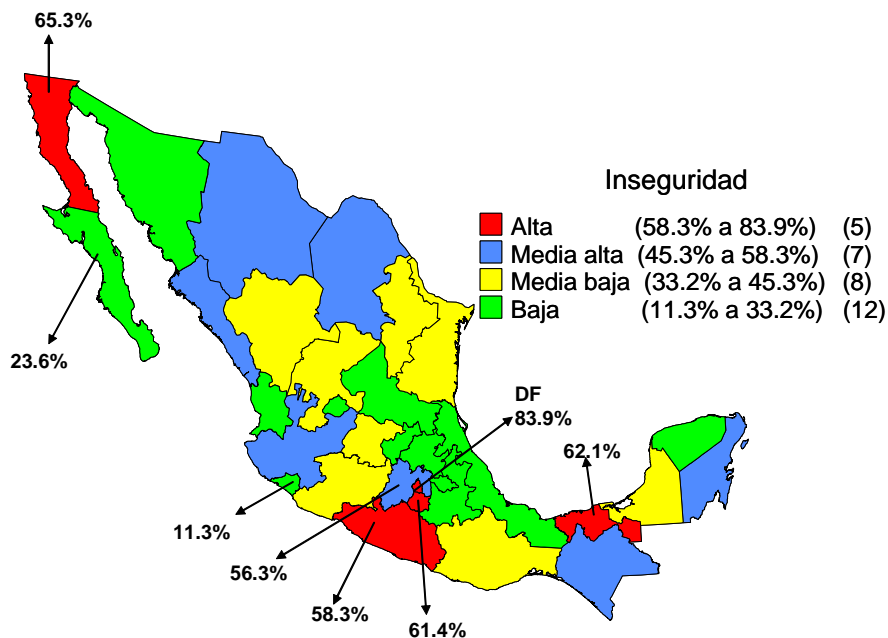 65.3%
Inseguridad
Alta (58.3% a 83.9%) (5)
Media alta (45.3% a 58.3%) (7)
Media baja (33.2% a 45.3%) (8)
Baja (11.3% a 33.2%) (12)
23.6%
DF
83.9%
62.1%
11.3%
56.3%
58.3%
61.4%